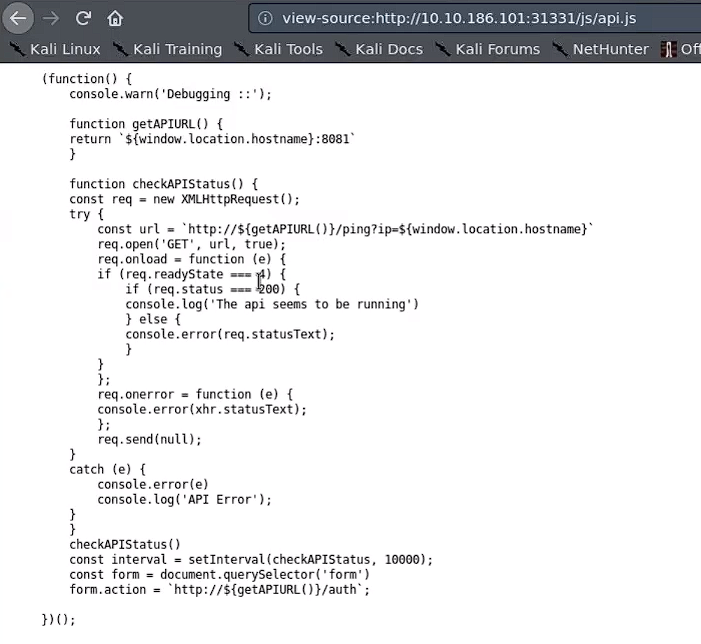 view-source:http://10.10.186.101:31331/js/api.js
Kali Linux Kali Training Kali Tools Kali Docs Kali Forums NetHunter Off
(function() {
console.warn('Debugging ::');
function getAPIURL() {
return `${window.location.hostname}:8081`
}
function checkAPIStatus() {
const req = new XMLHttpRequest();
try {
const url = `http://${getAPIURL()}/ping?ip=${window.location.hostname}`
req.open('GET', url, true);
req.onload = function (e) {
if (req.readyState === 4) {
if (req.status === 200) {
console.log('The api seems to be running')
} else {
console.error(req.statusText);
}
}
};
req.onerror = function (e) {
console.error(xhr.statusText);
};
req.send(null);
}
catch (e) {
console.error(e)
console.log('API Error');
}
}
checkAPIStatus()
const interval = setInterval(checkAPIStatus, 10000);
const form = document.querySelector('form')
form.action = `http://${getAPIURL()}/auth`;
})();